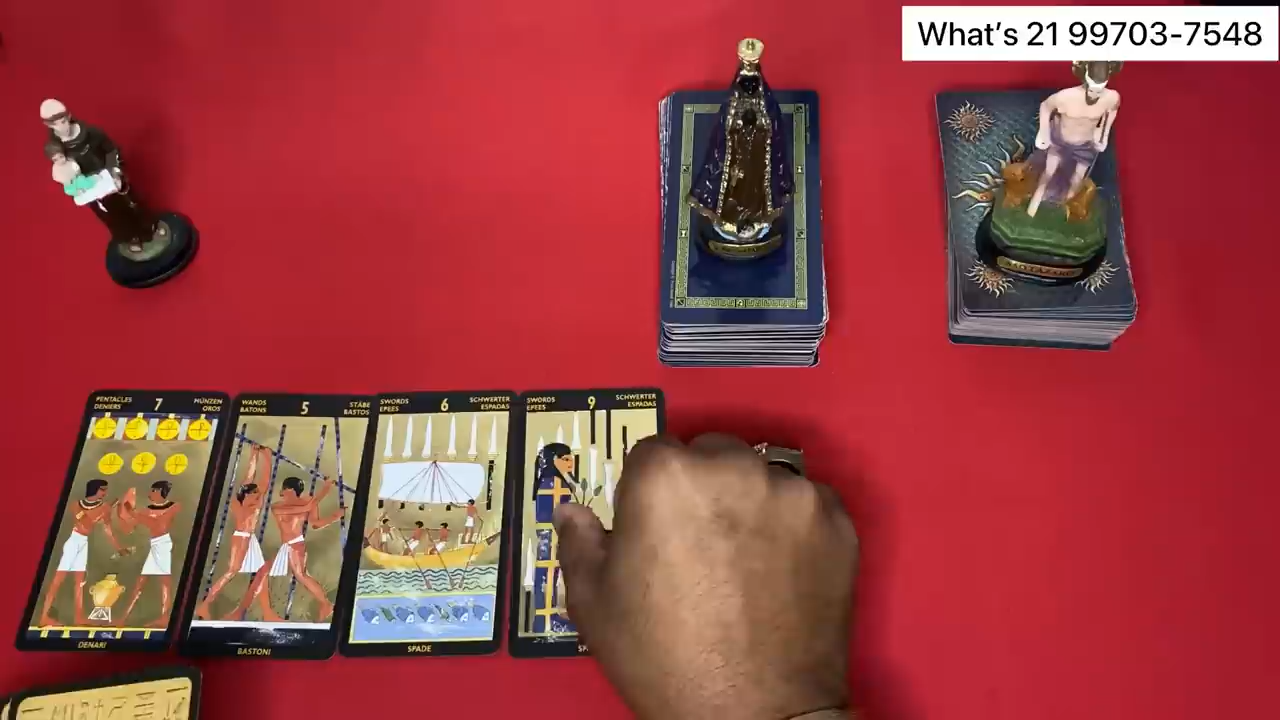 What's 21 99703-7548
PENTACLES 7 MÜNZEN
DENIERS OROS
WANDS 5 STÄBE
BATONS BASTOS
SWORDS 6 SCHWERTER
EPEES ESPADAS
SWORDS 9 SCHWERTER
EPEES ESPADAS
DENARI
BASTONI
SPADE